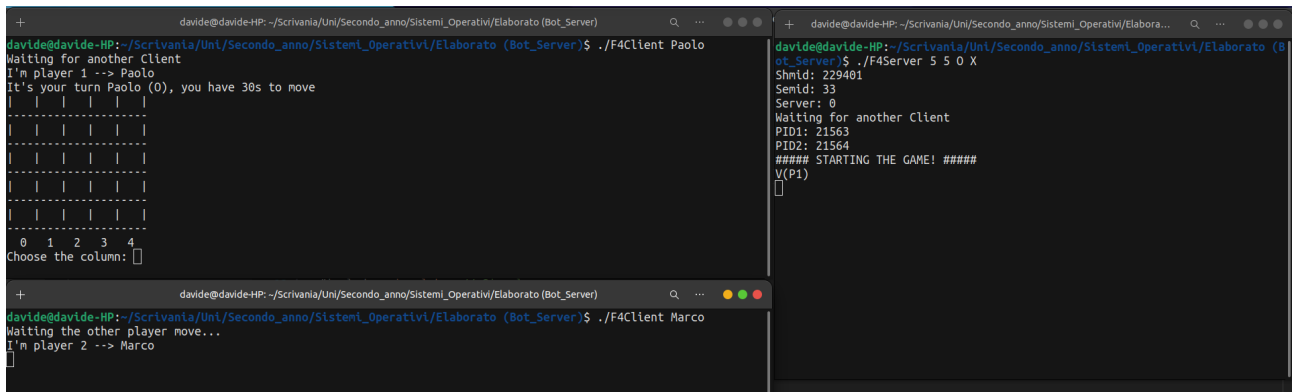 davide@davide-HP: ~/Scrivania/Uni/Secondo_anno/Sistemi_Operativi/Elaborato (Bot_Server)
davide@davide-HP:~/Scrivania/Uni/Secondo_anno/Sistemi_Operativi/Elaborato (Bot_Server)$ ./F4Client Paolo
Waiting for another Client
I'm player 1 --> Paolo
It's your turn Paolo (O), you have 30s to move
|   |   |   |   |   |
---------------------
|   |   |   |   |   |
---------------------
|   |   |   |   |   |
---------------------
|   |   |   |   |   |
---------------------
|   |   |   |   |   |
---------------------
  0   1   2   3   4
Choose the column:
davide@davide-HP: ~/Scrivania/Uni/Secondo_anno/Sistemi_Operativi/Elaborato (Bot_Server)
davide@davide-HP:~/Scrivania/Uni/Secondo_anno/Sistemi_Operativi/Elaborato (Bot_Server)$ ./F4Client Marco
Waiting the other player move...
I'm player 2 --> Marco
davide@davide-HP: ~/Scrivania/Uni/Secondo_anno/Sistemi_Operativi/Elabora...
davide@davide-HP:~/Scrivania/Uni/Secondo_anno/Sistemi_Operativi/Elaborato (B
ot_Server)$ ./F4Server 5 5 O X
Shmid: 229401
Semid: 33
Server: 0
Waiting for another Client
PID1: 21563
PID2: 21564
##### STARTING THE GAME! #####
V(P1)